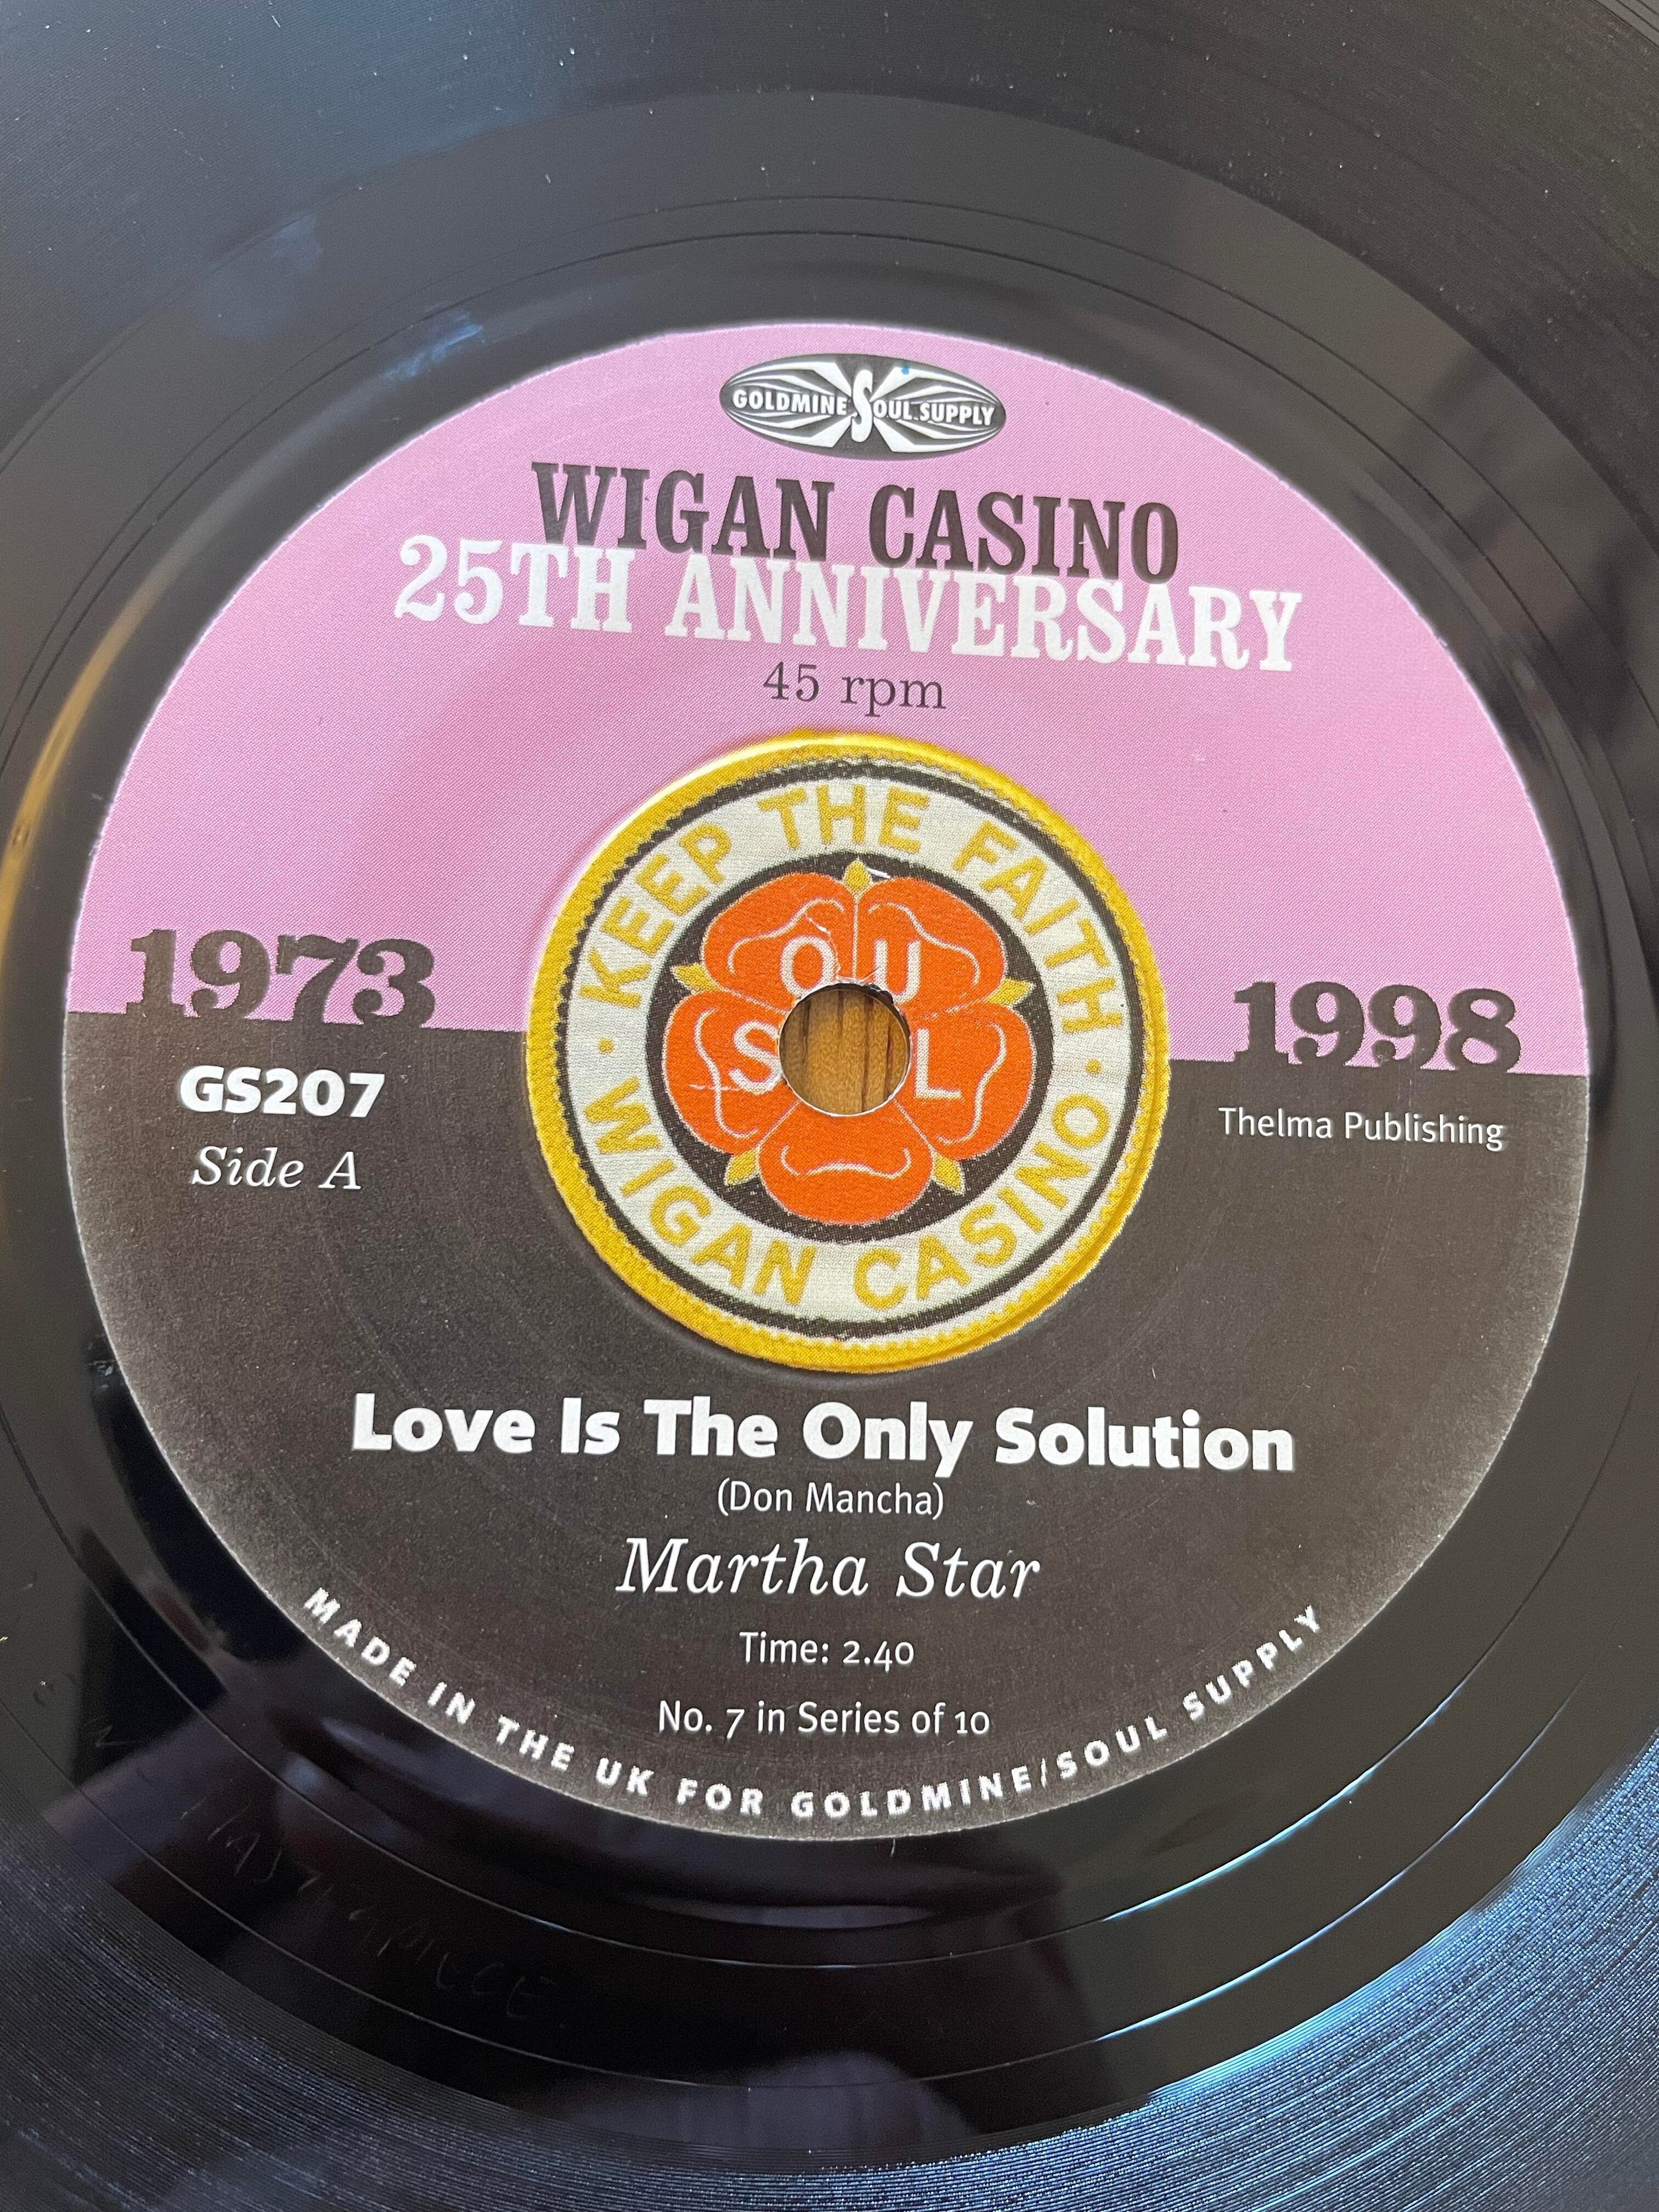 GOLDMINE SOUL SUPPLY
WIGAN CASINO
25TH ANNIVERSARY
45 rpm
· KEEP THE FAITH ·
WIGAN CASINO
SOUL
1973
1998
GS207
Side A
Thelma Publishing
Love Is The Only Solution
(Don Mancha)
Martha Star
Time: 2.40
No. 7 in Series of 10
MADE IN THE UK FOR GOLDMINE/SOUL SUPPLY